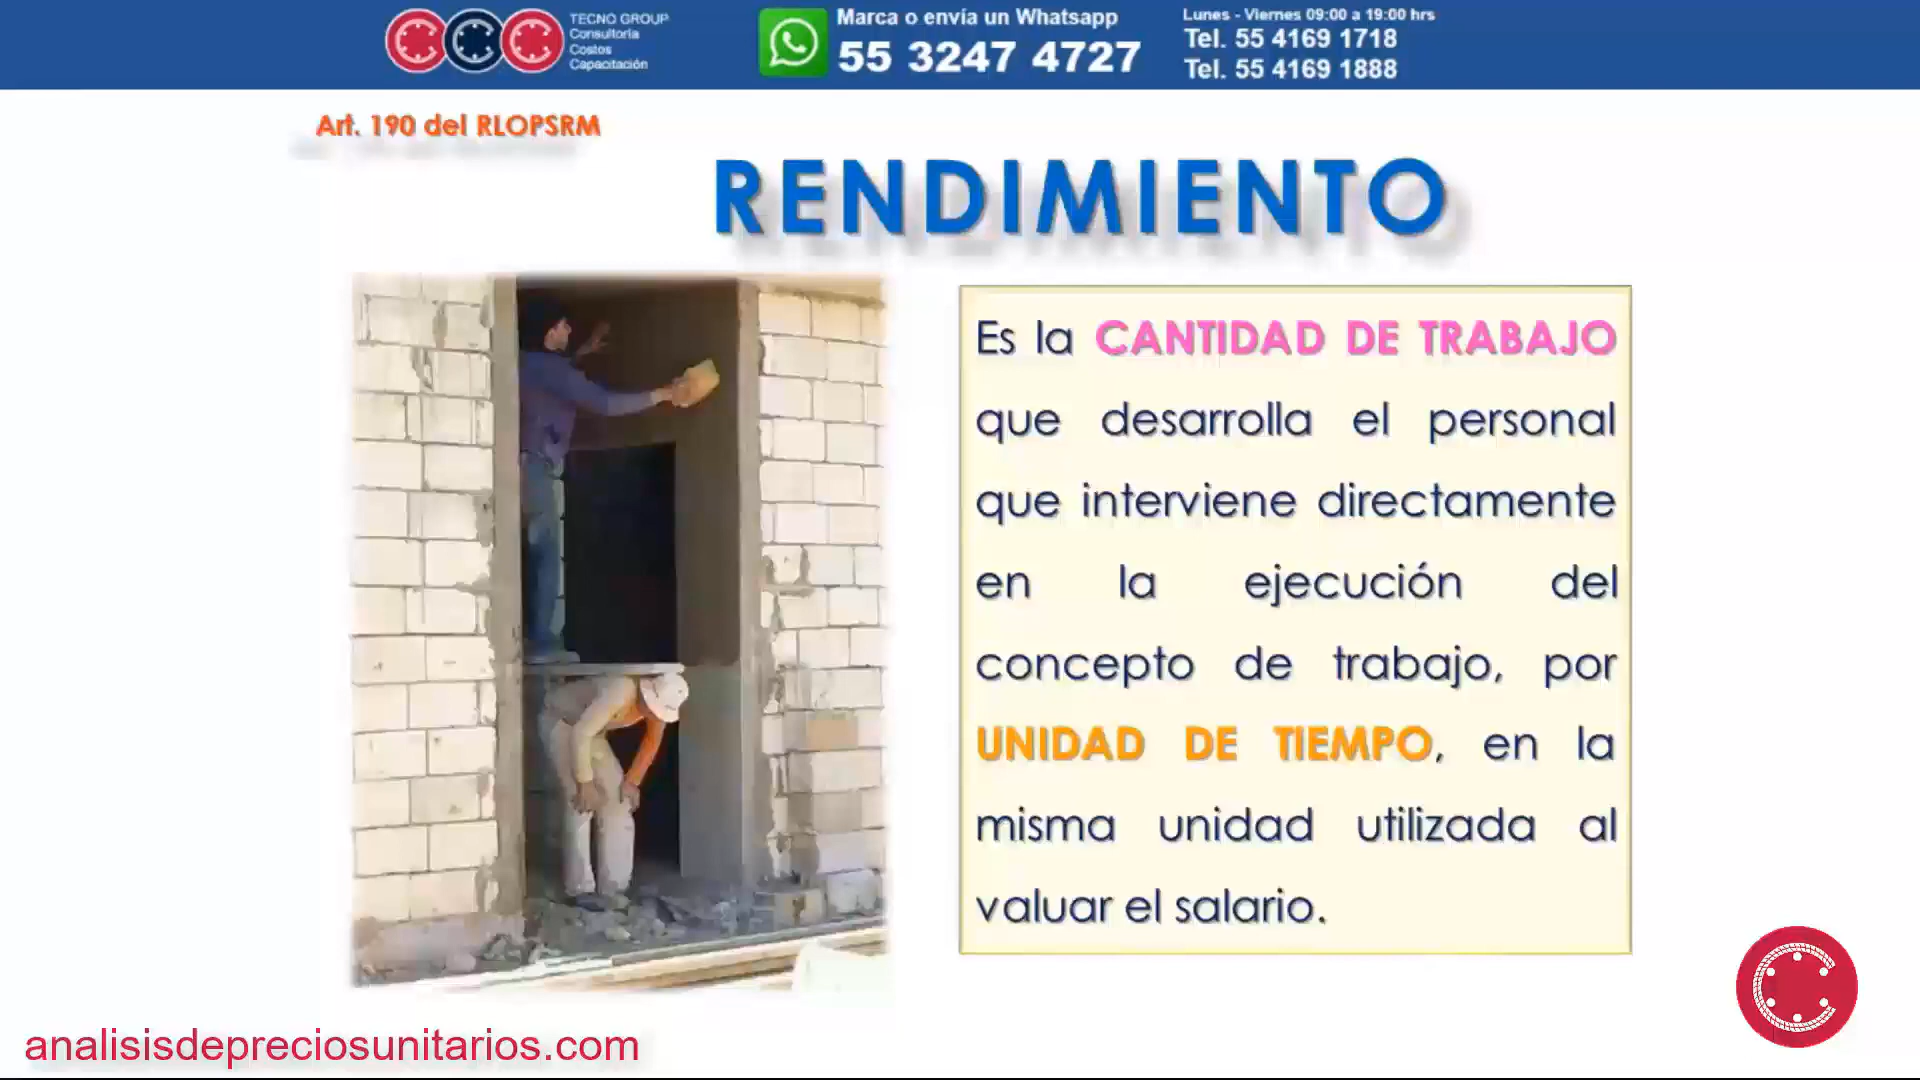 CCC
TECNO GROUP
Consultoría
Costos
Capacitación
Marca o envía un Whatsapp
55 3247 4727
Lunes - Viernes 09:00 a 19:00 hrs
Tel. 55 4169 1718
Tel. 55 4169 1888
Art. 190 del RLOPSRM
RENDIMIENTO
Es la CANTIDAD DE TRABAJO
que desarrolla el personal
que interviene directamente
en la ejecución del
concepto de trabajo, por
UNIDAD DE TIEMPO, en la
misma unidad utilizada al
valuar el salario.
C
analisisdepreciosunitarios.com